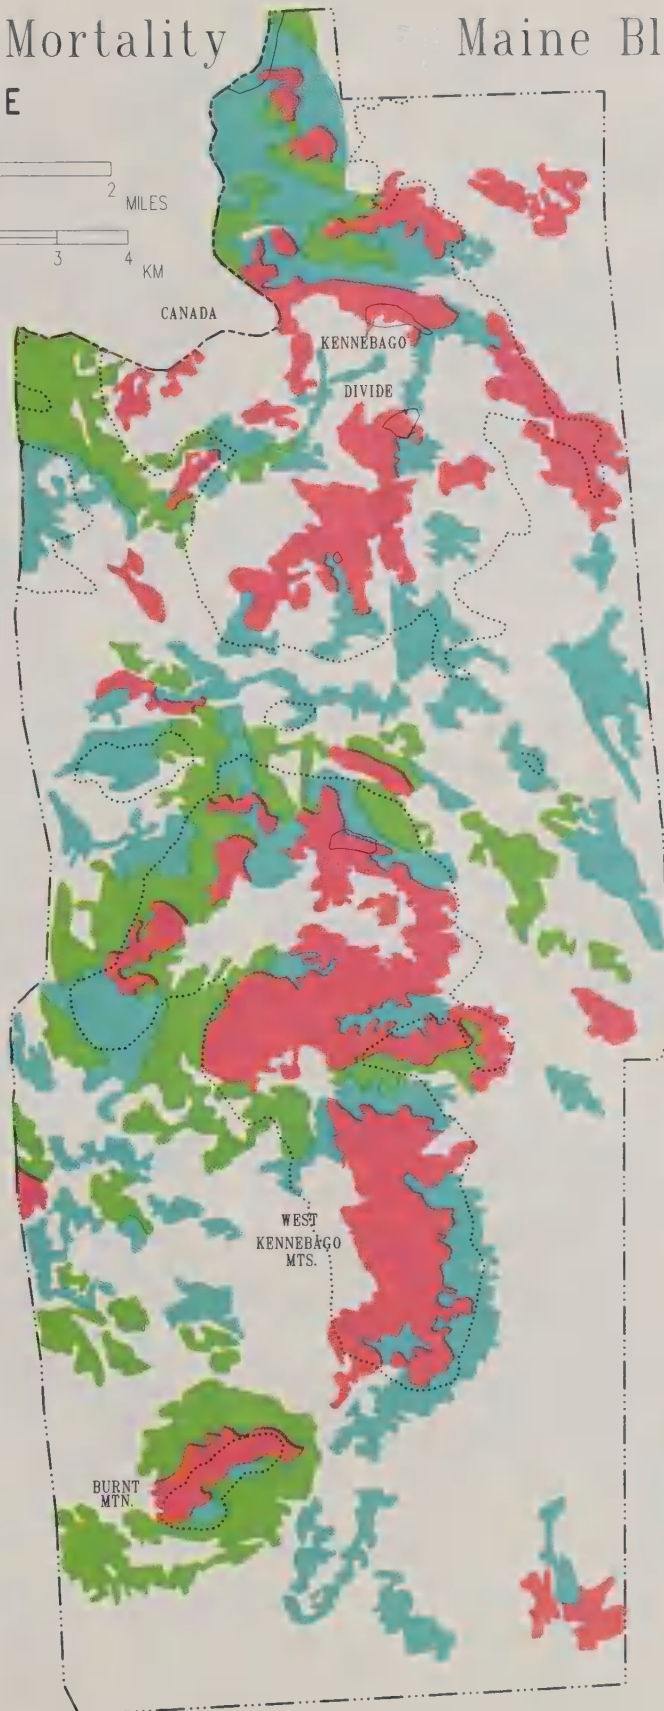 Mortality Maine Bl
E
2 MILES
3 4
KM
CANADA
KENNEBAGO
DIVIDE
WEST
KENNEBAGO
MTS.
BURNT
MTN.